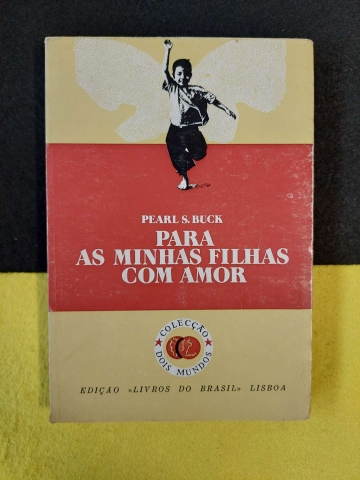 PEARL S. BUCK
PARA
AS MINHAS FILHAS
COM AMOR
COLECÇÃO
DOIS MUNDOS
EDIÇÃO «LIVROS DO BRASIL» LISBOA